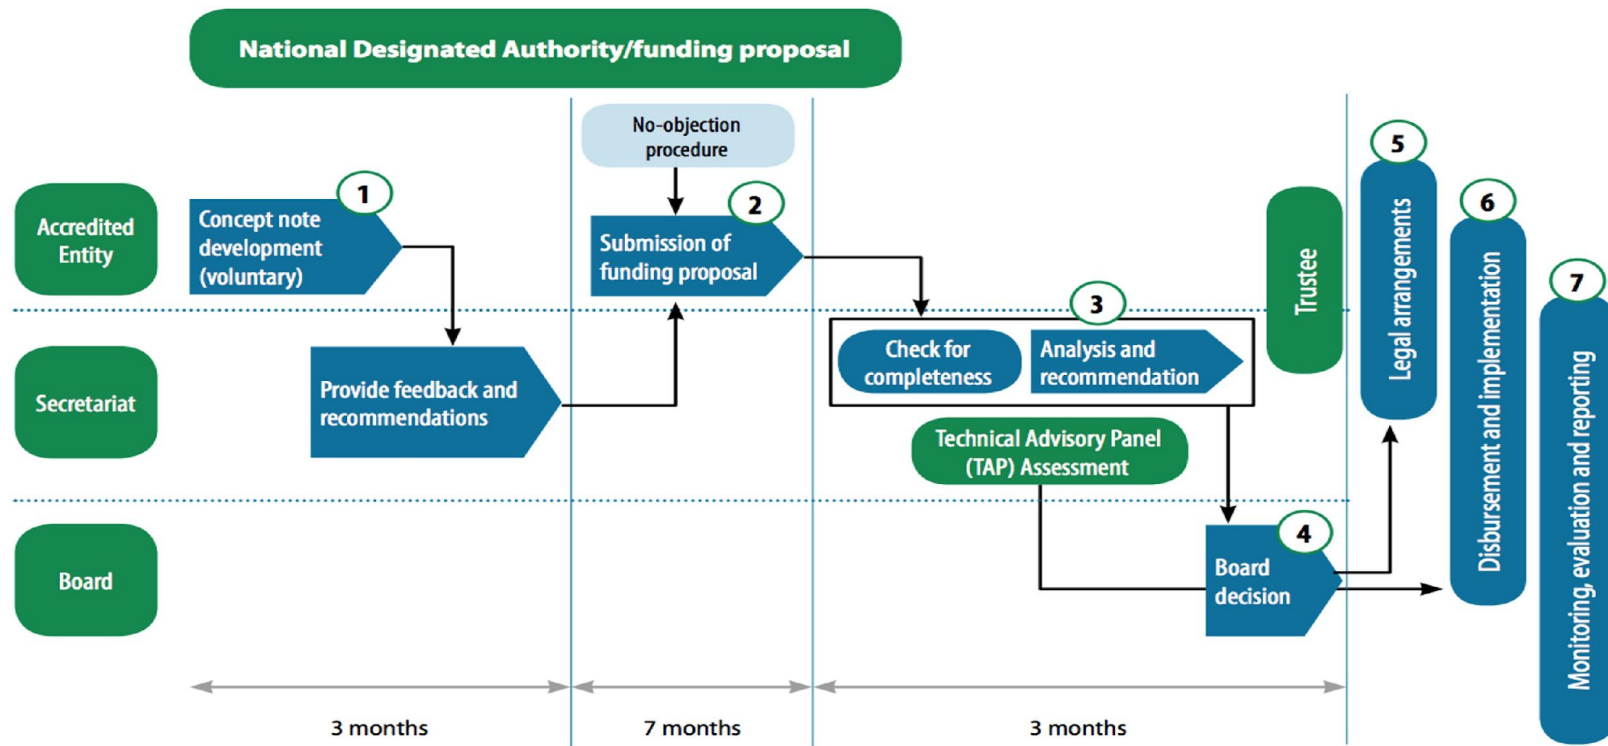 National Designated Authority/funding proposal
No-objection
procedure
Accredited
Entity
1
Concept note
development
(voluntary)
2
Submission of
funding proposal
Trustee
5
Legal arrangements
6
Disbursement and implementation
7
Monitoring, evaluation and reporting
Secretariat
Provide feedback and
recommendations
3
Check for
completeness
Analysis and
recommendation
Technical Advisory Panel
(TAP) Assessment
Board
4
Board
decision
3 months
7 months
3 months